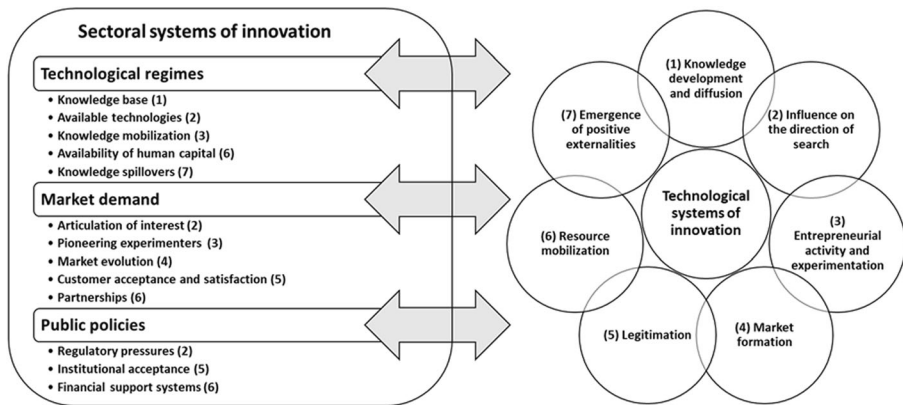 Sectoral systems of innovation
Technological regimes
• Knowledge base (1)
• Available technologies (2)
• Knowledge mobilization (3)
• Availability of human capital (6)
• Knowledge spillovers (7)
Market demand
• Articulation of interest (2)
• Pioneering experimenters (3)
• Market evolution (4)
• Customer acceptance and satisfaction (5)
• Partnerships (6)
Public policies
• Regulatory pressures (2)
• Institutional acceptance (5)
• Financial support systems (6)
(1) Knowledge
development
and diffusion
(2) Influence on
the direction of
search
(3)
Entrepreneurial
activity and
experimentation
(4) Market
formation
(5) Legitimation
(6) Resource
mobilization
(7) Emergence
of positive
externalities
Technological
systems of
innovation